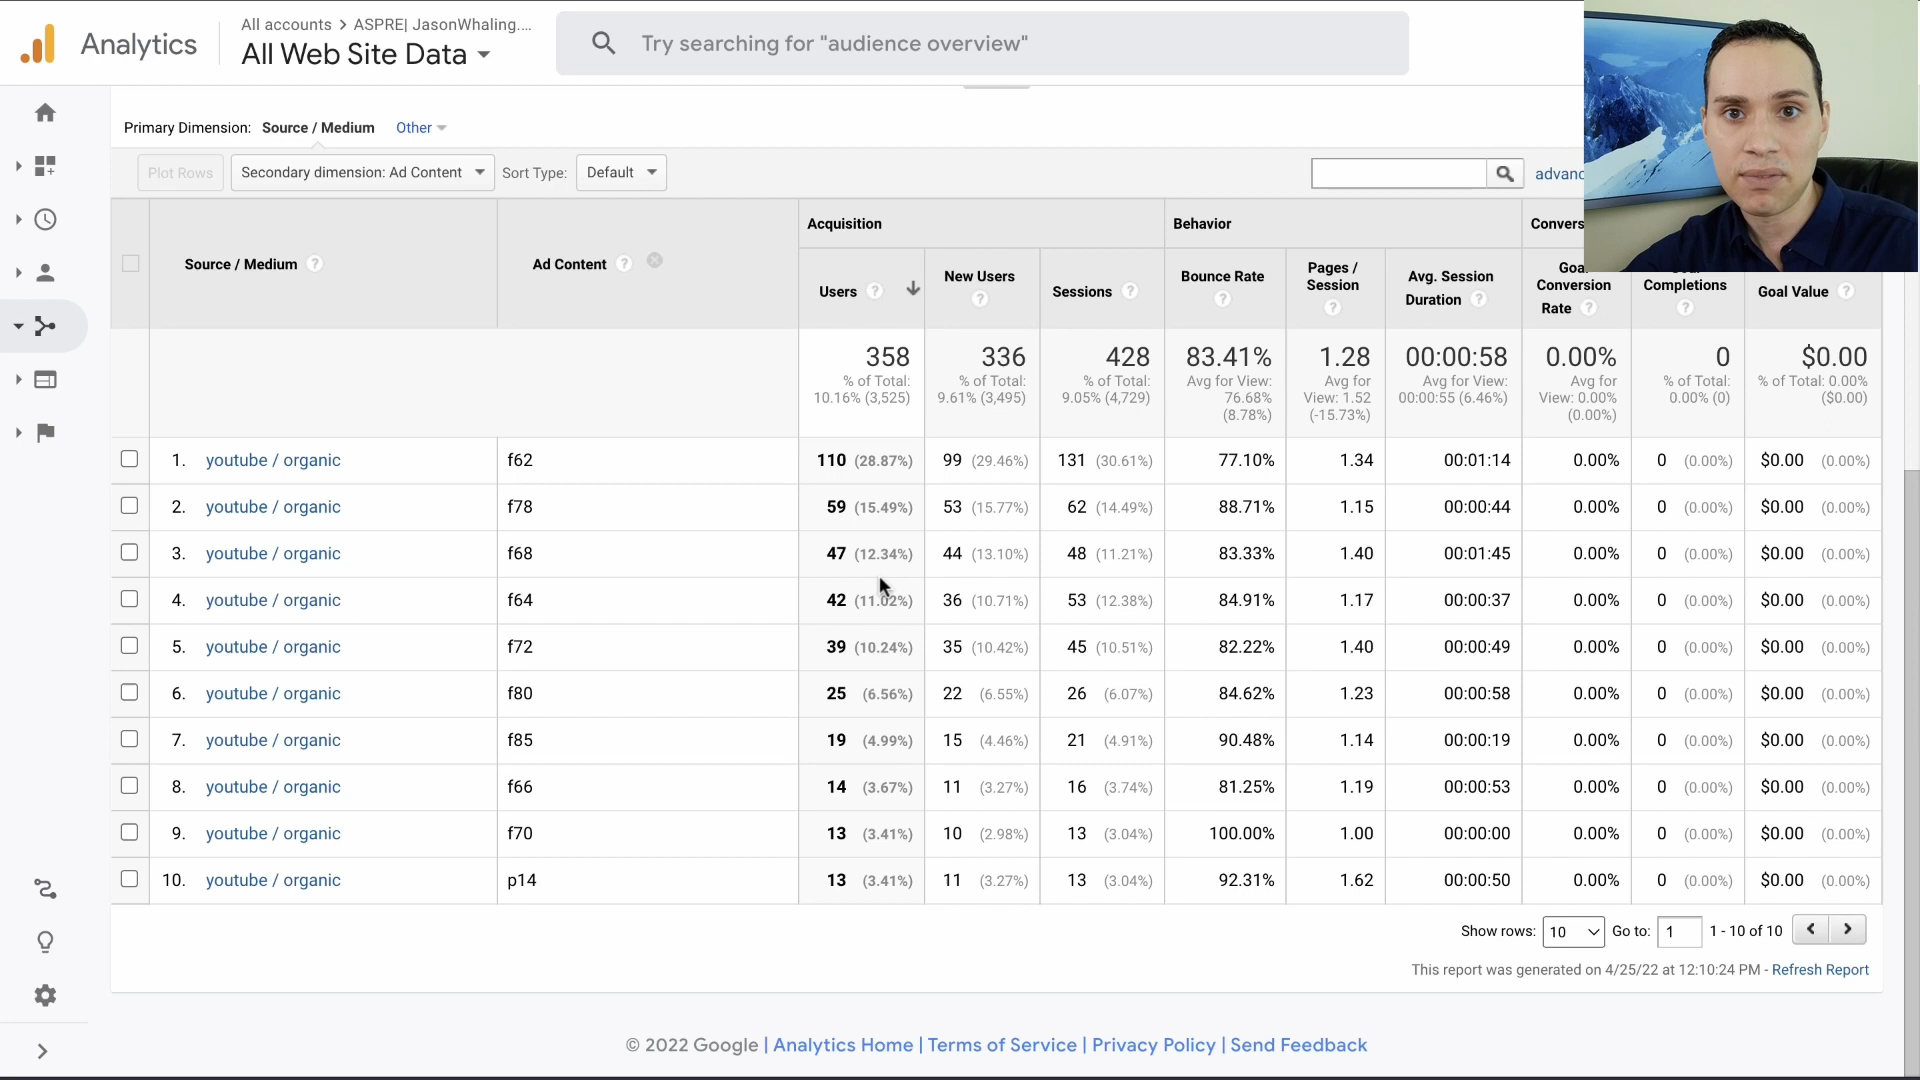 Analytics
All accounts > ASPRE| JasonWhaling....
All Web Site Data
Try searching for "audience overview"
Primary Dimension: Source / Medium Other
Plot Rows Secondary dimension: Ad Content Sort Type: Default advanc
Source / Medium ? Ad Content ? Acquisition Behavior Convers
Users ? New Users ? Sessions ? Bounce Rate ? Pages / Session ? Avg. Session Duration ? Goal Conversion Rate ? Completions ? Goal Value ?
358 336 428 83.41% 1.28 00:00:58 0.00% 0 $0.00
% of Total: 10.16% (3,525) % of Total: 9.61% (3,495) % of Total: 9.05% (4,729) Avg for View: 76.68% (8.78%) Avg for View: 1.52 (-15.73%) Avg for View: 00:00:55 (6.46%) Avg for View: 0.00% (0.00%) % of Total: 0.00% (0) % of Total: 0.00% ($0.00)
1. youtube / organic f62 110 (28.87%) 99 (29.46%) 131 (30.61%) 77.10% 1.34 00:01:14 0.00% 0 (0.00%) $0.00 (0.00%)
2. youtube / organic f78 59 (15.49%) 53 (15.77%) 62 (14.49%) 88.71% 1.15 00:00:44 0.00% 0 (0.00%) $0.00 (0.00%)
3. youtube / organic f68 47 (12.34%) 44 (13.10%) 48 (11.21%) 83.33% 1.40 00:01:45 0.00% 0 (0.00%) $0.00 (0.00%)
4. youtube / organic f64 42 (11.02%) 36 (10.71%) 53 (12.38%) 84.91% 1.17 00:00:37 0.00% 0 (0.00%) $0.00 (0.00%)
5. youtube / organic f72 39 (10.24%) 35 (10.42%) 45 (10.51%) 82.22% 1.40 00:00:49 0.00% 0 (0.00%) $0.00 (0.00%)
6. youtube / organic f80 25 (6.56%) 22 (6.55%) 26 (6.07%) 84.62% 1.23 00:00:58 0.00% 0 (0.00%) $0.00 (0.00%)
7. youtube / organic f85 19 (4.99%) 15 (4.46%) 21 (4.91%) 90.48% 1.14 00:00:19 0.00% 0 (0.00%) $0.00 (0.00%)
8. youtube / organic f66 14 (3.67%) 11 (3.27%) 16 (3.74%) 81.25% 1.19 00:00:53 0.00% 0 (0.00%) $0.00 (0.00%)
9. youtube / organic f70 13 (3.41%) 10 (2.98%) 13 (3.04%) 100.00% 1.00 00:00:00 0.00% 0 (0.00%) $0.00 (0.00%)
10. youtube / organic p14 13 (3.41%) 11 (3.27%) 13 (3.04%) 92.31% 1.62 00:00:50 0.00% 0 (0.00%) $0.00 (0.00%)
Show rows: 10 Go to: 1 1 - 10 of 10
This report was generated on 4/25/22 at 12:10:24 PM - Refresh Report
© 2022 Google | Analytics Home | Terms of Service | Privacy Policy | Send Feedback